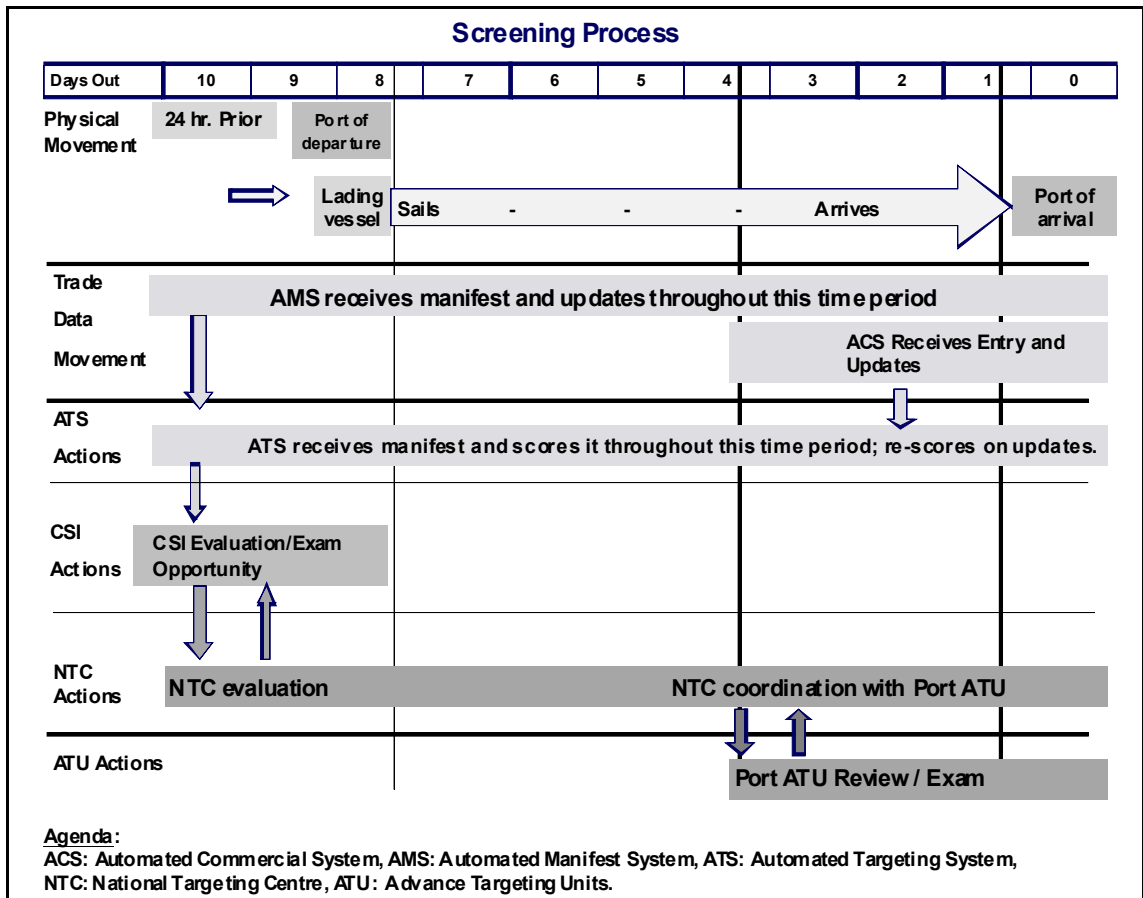 Screening Process
Days Out 10 9 8 7 6 5 4 3 2 1 0
Physical
Movement
24 hr. Prior
Port of
departure
Lading
vessel
Sails - - - Arrives
Port of
arrival
Trade
Data
Movement
AMS receives manifest and updates throughout this time period
ACS Receives Entry and
Updates
ATS
Actions
ATS receives manifest and scores it throughout this time period; re-scores on updates.
CSI
Actions
CSI Evaluation/Exam
Opportunity
NTC
Actions
NTC evaluation
NTC coordination with Port ATU
ATU Actions
Port ATU Review / Exam
Agenda:
ACS: Automated Commercial System, AMS: Automated Manifest System, ATS: Automated Targeting System,
NTC: National Targeting Centre, ATU: Advance Targeting Units.